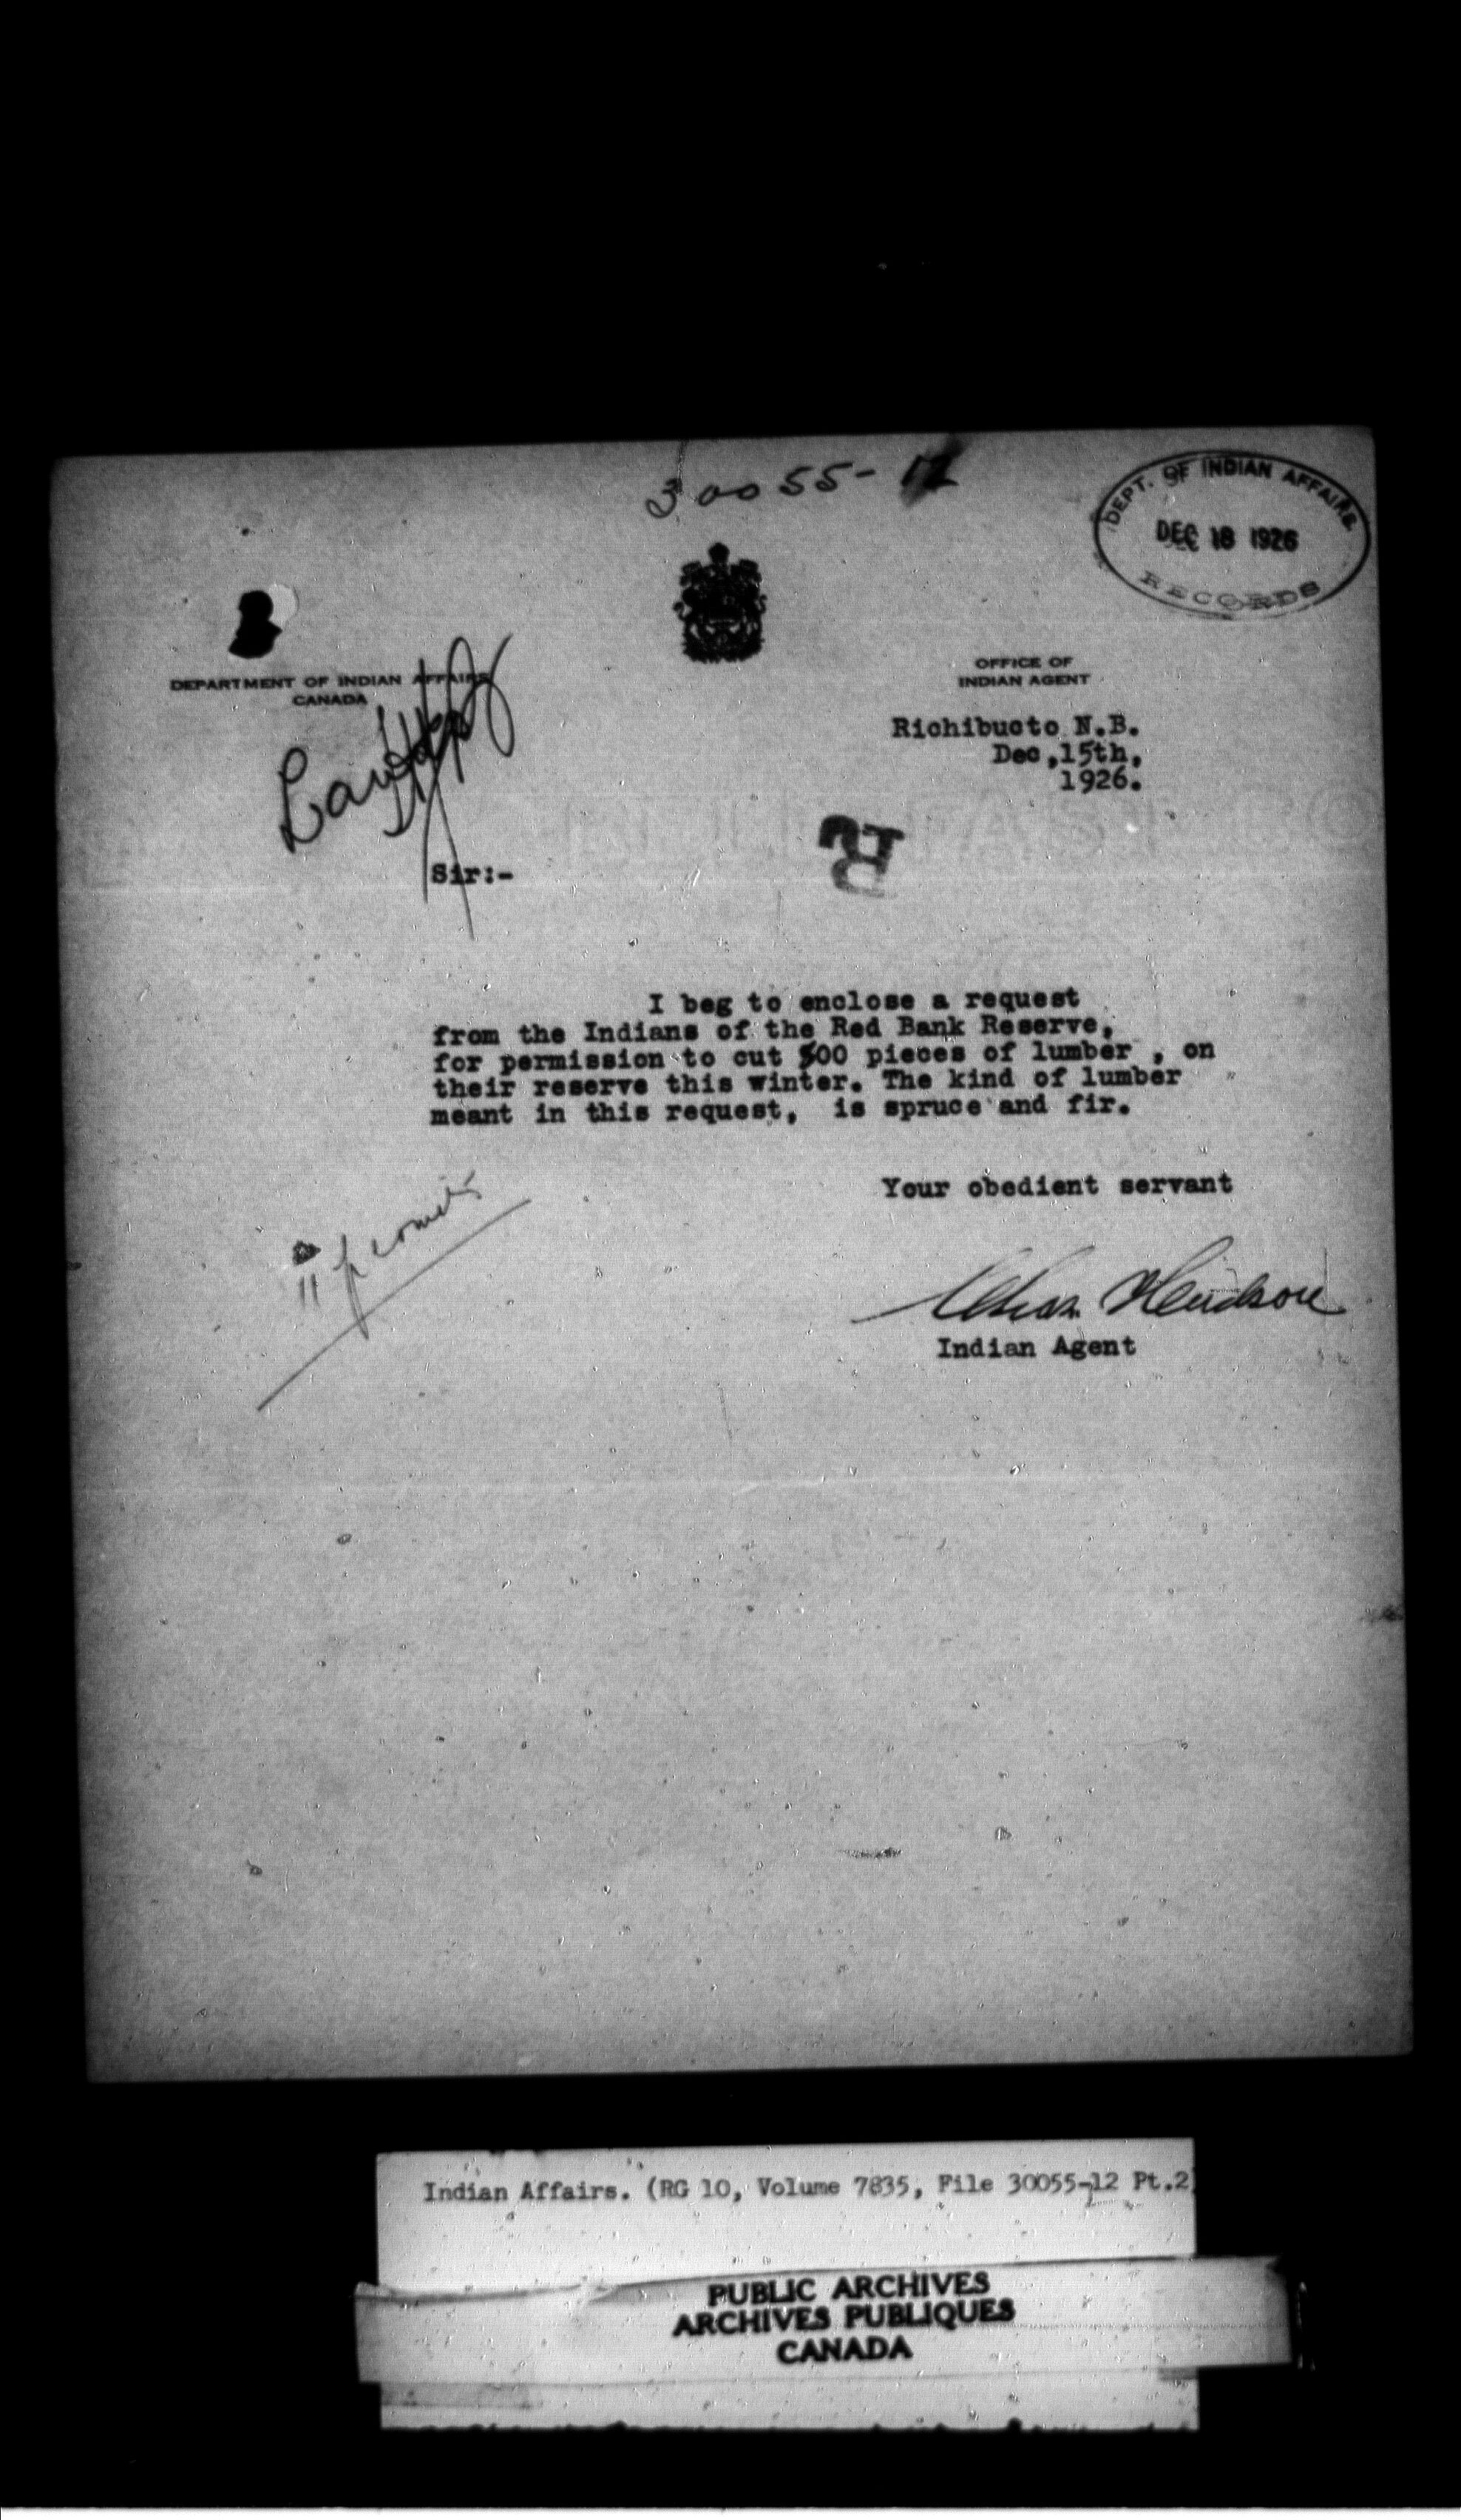 30055-12
DEPT. OF INDIAN AFFAIRS
DEC 18 1926
RECORDS
DEPARTMENT OF INDIAN AFFAIRS
CANADA
OFFICE OF
INDIAN AGENT
Richibucto N.B.
Dec,15th,
1926.
R
Sir:-
I beg to enclose a request
from the Indians of the Red Bank Reserve,
for permission to cut 500 pieces of lumber , on
their reserve this winter. The kind of lumber
meant in this request, is spruce and fir.
Your obedient servant
Chas. Hudson
Indian Agent
Indian Affairs. (RG 10, Volume 7835, File 30055-12 Pt.2)
PUBLIC ARCHIVES
ARCHIVES PUBLIQUES
CANADA